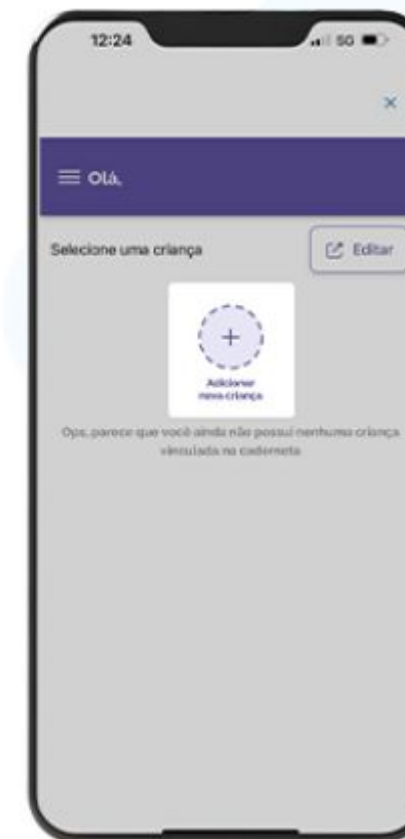 12:24
5G
×
Olá,
Selecione uma criança
Editar
+
Adicionar
nova criança
Ops, parece que você ainda não possui nenhuma criança
vinculada na caderneta